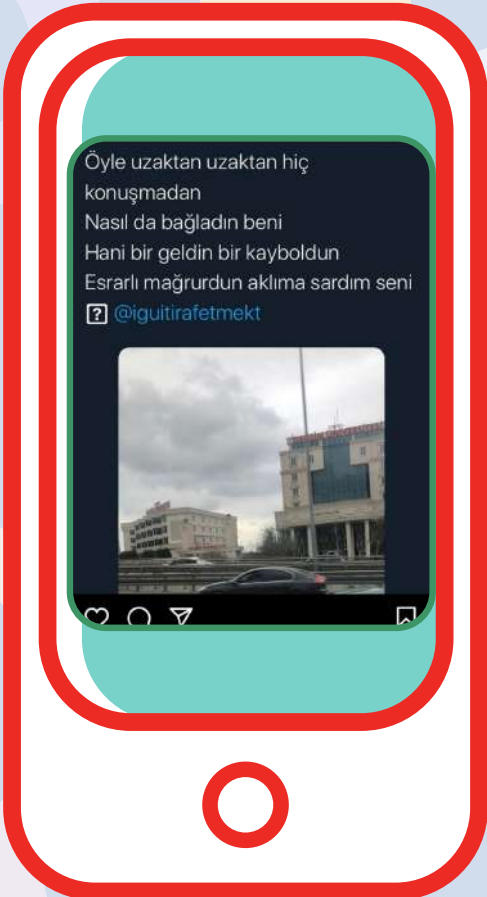 Öyle uzaktan uzaktan hiç
konuşmadan
Nasıl da bağladın beni
Hani bir geldin bir kayboldun
Esrarlı mağrurdun aklıma sardım seni
@iguitirafetmekt